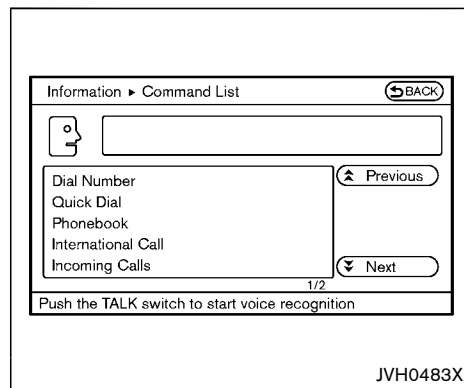 Information ▸ Command List BACK
Dial Number
Previous
Quick Dial
Phonebook
International Call
Incoming Calls
Next
1/2
Push the TALK switch to start voice recognition
JVH0483X